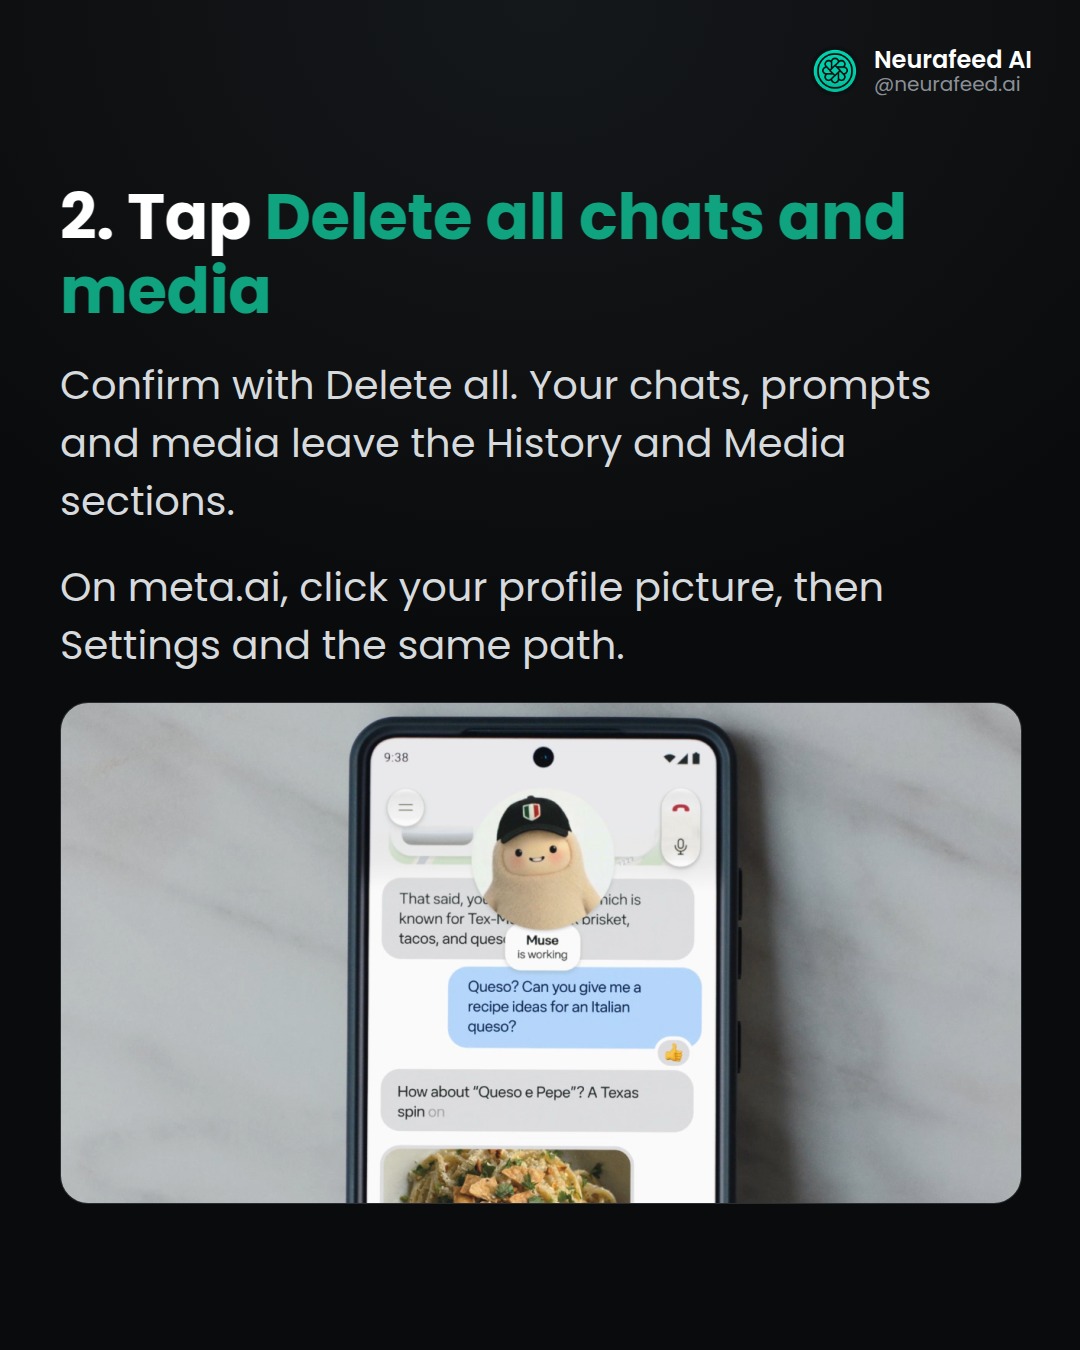 Neurafeed AI
@neurafeed.ai
2. Tap Delete all chats and
media
Confirm with Delete all. Your chats, prompts
and media leave the History and Media
sections.
On meta.ai, click your profile picture, then
Settings and the same path.
9:38
That said, hich is
known for Tex- brisket,
tacos, and
Muse
is working
Queso? Can you give me a
recipe ideas for an Italian
queso?
How about "Queso e Pepe"? A Texas
spin on